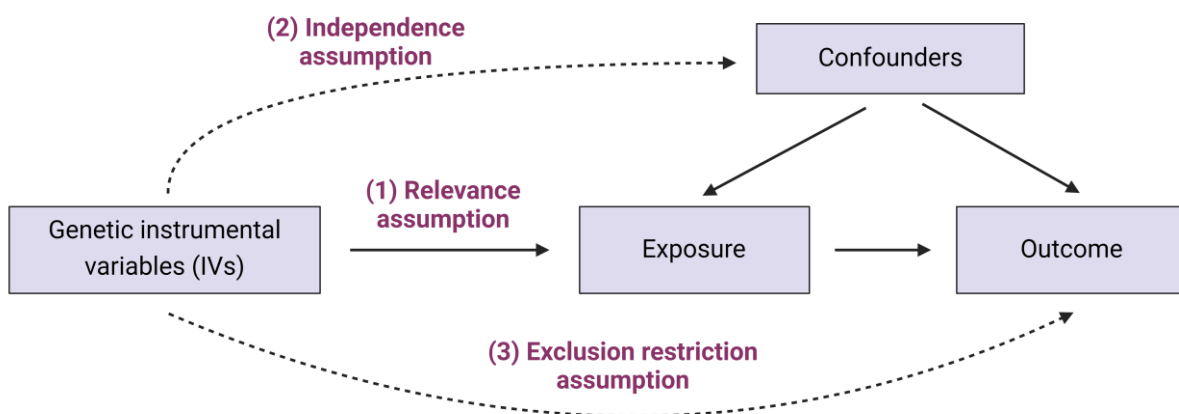 (2) Independence
assumption
Confounders
(1) Relevance
assumption
Genetic instrumental
variables (IVs)
Exposure
Outcome
(3) Exclusion restriction
assumption